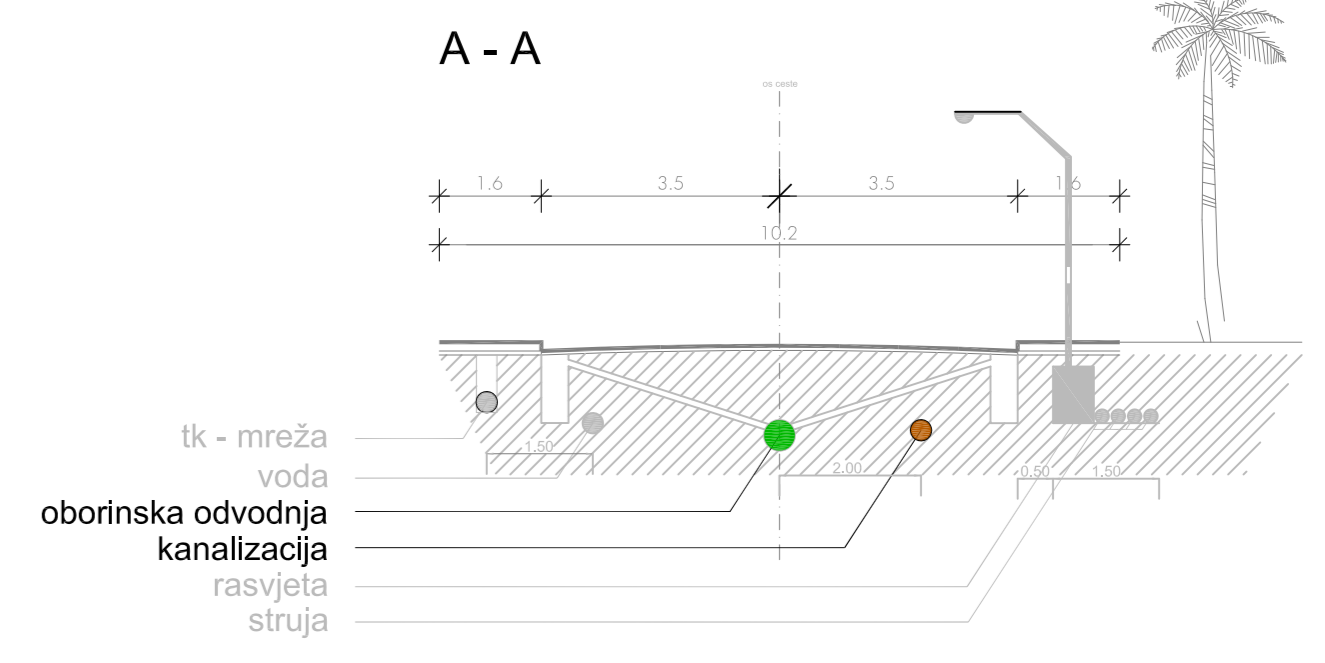 A - A
os ceste
1.6 3.5 3.5 1.6
10.2
tk - mreža
1.50
voda
2.00 0.50 1.50
oborinska odvodnja
kanalizacija
rasvjeta
struja